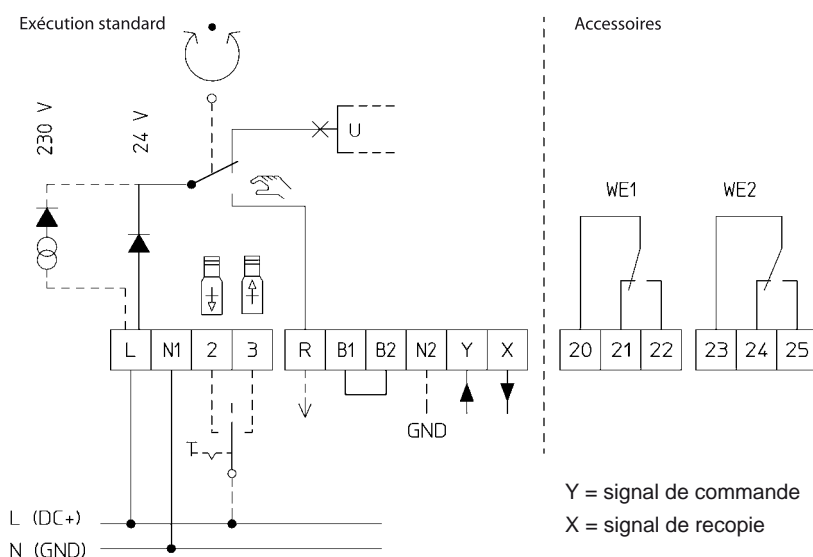 Exécution standard
Accessoires
230 V
24 V
U
WE1
WE2
L N1 2 3 R B1 B2 N2 Y X
20 21 22 23 24 25
GND
L (DC+)
N (GND)
Y = signal de commande
X = signal de recopie